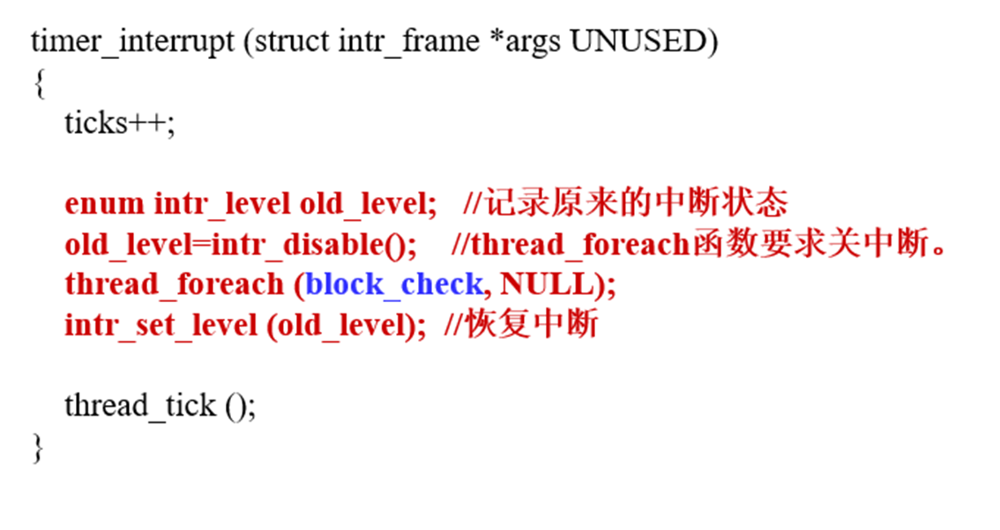 timer_interrupt (struct intr_frame *args UNUSED)
{
ticks++;
enum intr_level old_level; //记录原来的中断状态
old_level=intr_disable(); //thread_foreach函数要求关中断。
thread_foreach (block_check, NULL);
intr_set_level (old_level); //恢复中断
thread_tick ();
}